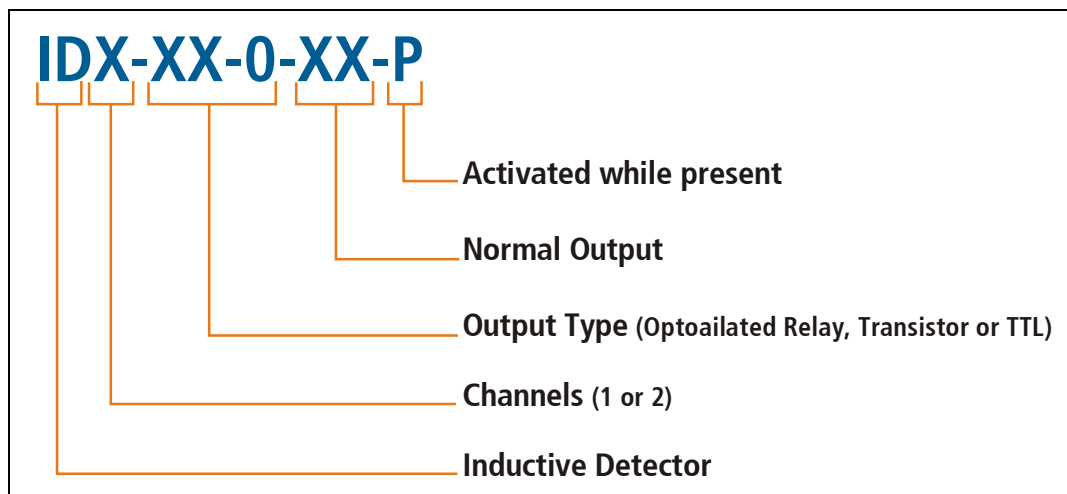 IDX-XX-0-XX-P
Activated while present
Normal Output
Output Type (Optoailated Relay, Transistor or TTL)
Channels (1 or 2)
Inductive Detector